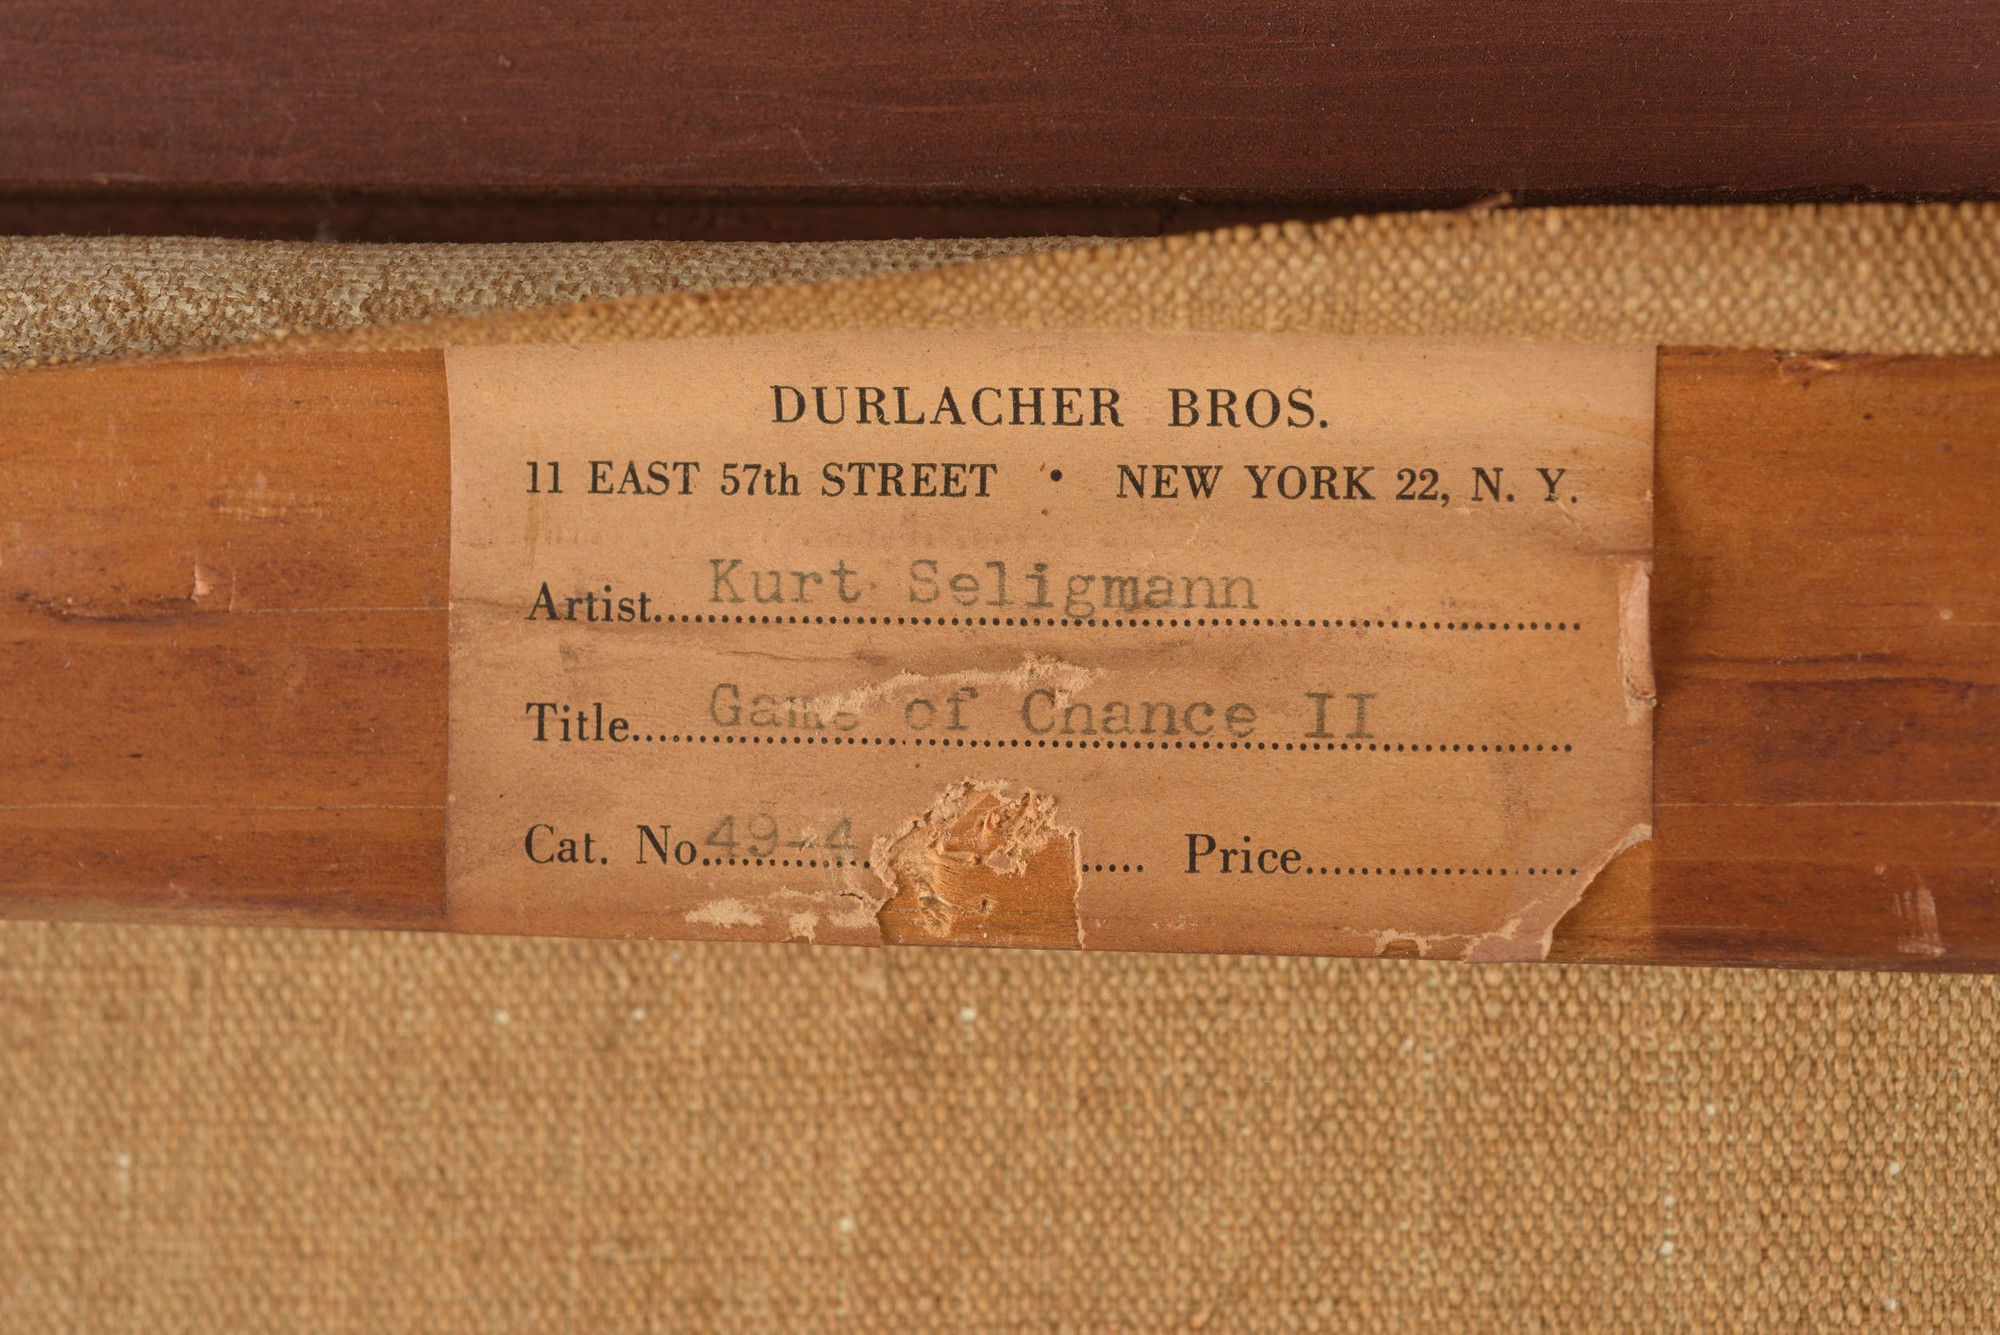 DURLACHER BROS.
11 EAST 57th STREET • NEW YORK 22, N. Y.
Artist.....Kurt Seligmann
Title.....Game of Chance II
Cat. No.49-4..... Price.....